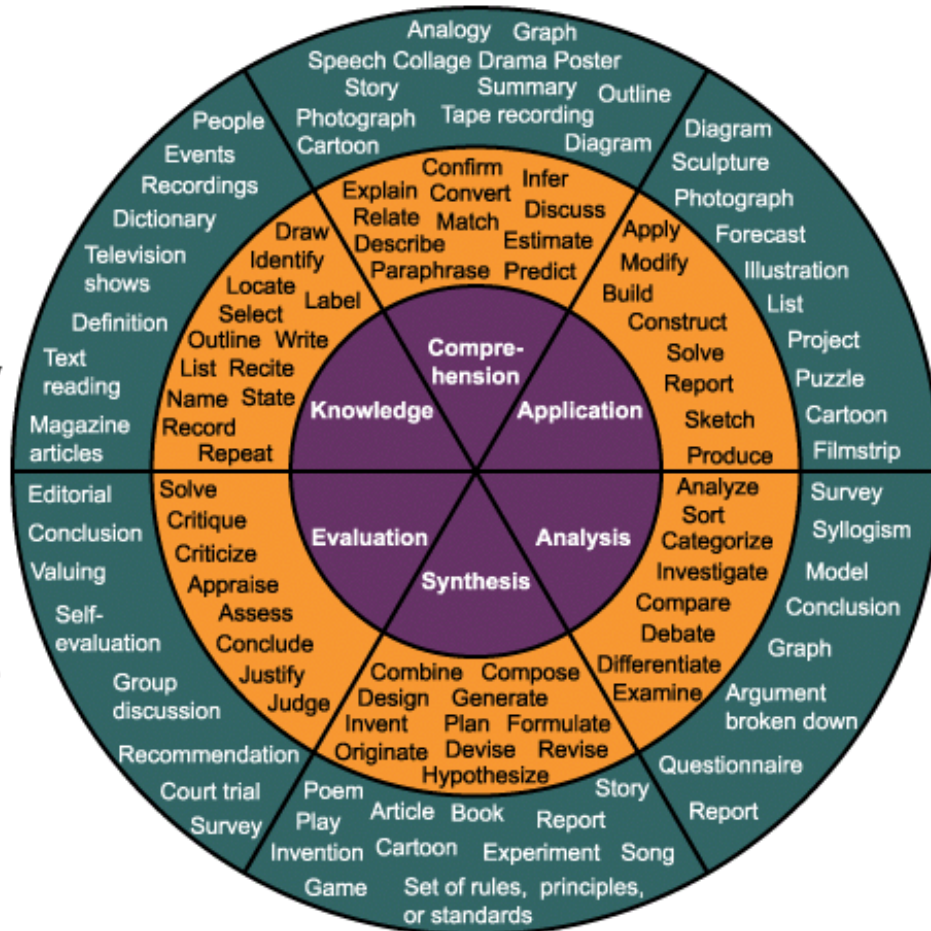 Analogy Graph
Speech Collage Drama Poster
Story Summary Outline
Photograph Tape recording
Cartoon Diagram
Confirm Infer
Explain Convert
Relate Match Discuss
Describe Estimate
Paraphrase Predict
Compre-
hension
Diagram
Sculpture
Photograph
Forecast
Illustration
List
Project
Puzzle
Cartoon
Filmstrip
Apply
Modify
Build
Construct
Solve
Report
Sketch
Produce
Application
Survey
Syllogism
Model
Conclusion
Graph
Argument
broken down
Questionnaire
Report
Analyze
Sort
Categorize
Investigate
Compare
Debate
Differentiate
Examine
Analysis
Synthesis
Combine Compose
Design Generate
Invent Plan Formulate
Originate Devise Revise
Hypothesize
Poem Story
Play Article Book Report
Invention Cartoon Experiment Song
Game Set of rules, principles,
or standards
Evaluation
Solve
Critique
Criticize
Appraise
Assess
Conclude
Justify
Judge
Editorial
Conclusion
Valuing
Self-
evaluation
Group
discussion
Recommendation
Court trial
Survey
Knowledge
Draw
Identify
Locate Label
Select
Outline Write
List Recite
Name State
Record
Repeat
People
Events
Recordings
Dictionary
Television
shows
Definition
Text
reading
Magazine
articles